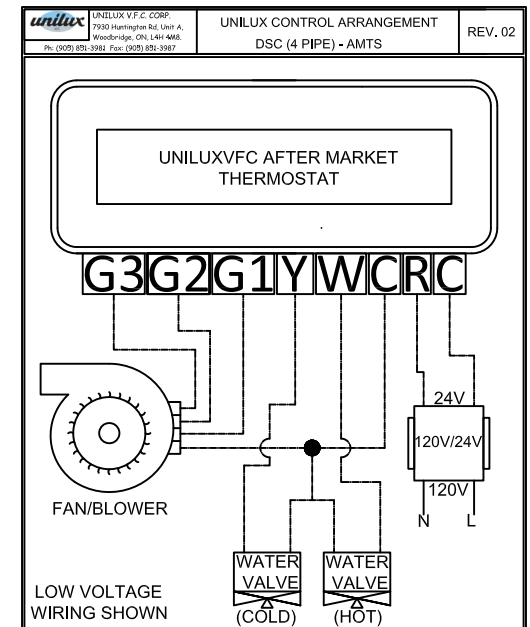 unilux
UNILUX V.F.C. CORP.
7930 Huntington Rd, Unit A,
Woodbridge, ON, L4H 4M8.
Ph: (905) 851-3981 Fax: (905) 851-3987
UNILUX CONTROL ARRANGEMENT
DSC (4 PIPE) - AMTS
REV. 02
UNILUXVFC AFTER MARKET
THERMOSTAT
G3 G2 G1 Y W C R C
24V
120V/24V
120V
N L
FAN/BLOWER
WATER
VALVE
(COLD)
WATER
VALVE
(HOT)
LOW VOLTAGE
WIRING SHOWN